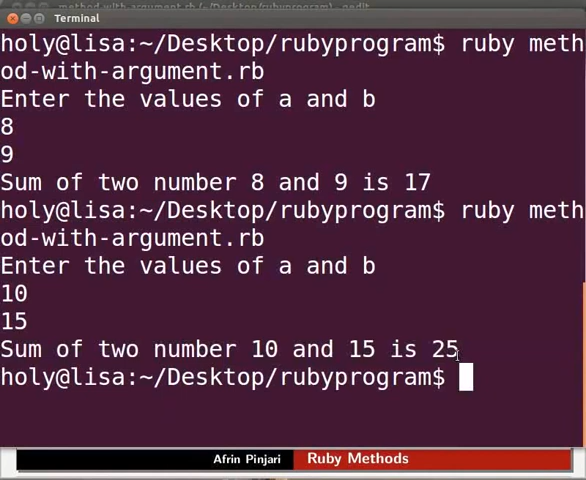 Terminal
holy@lisa:~/Desktop/rubyprogram$ ruby meth
od-with-argument.rb
Enter the values of a and b
8
9
Sum of two number 8 and 9 is 17
holy@lisa:~/Desktop/rubyprogram$ ruby meth
od-with-argument.rb
Enter the values of a and b
10
15
Sum of two number 10 and 15 is 25
holy@lisa:~/Desktop/rubyprogram$
Afrin Pinjari Ruby Methods